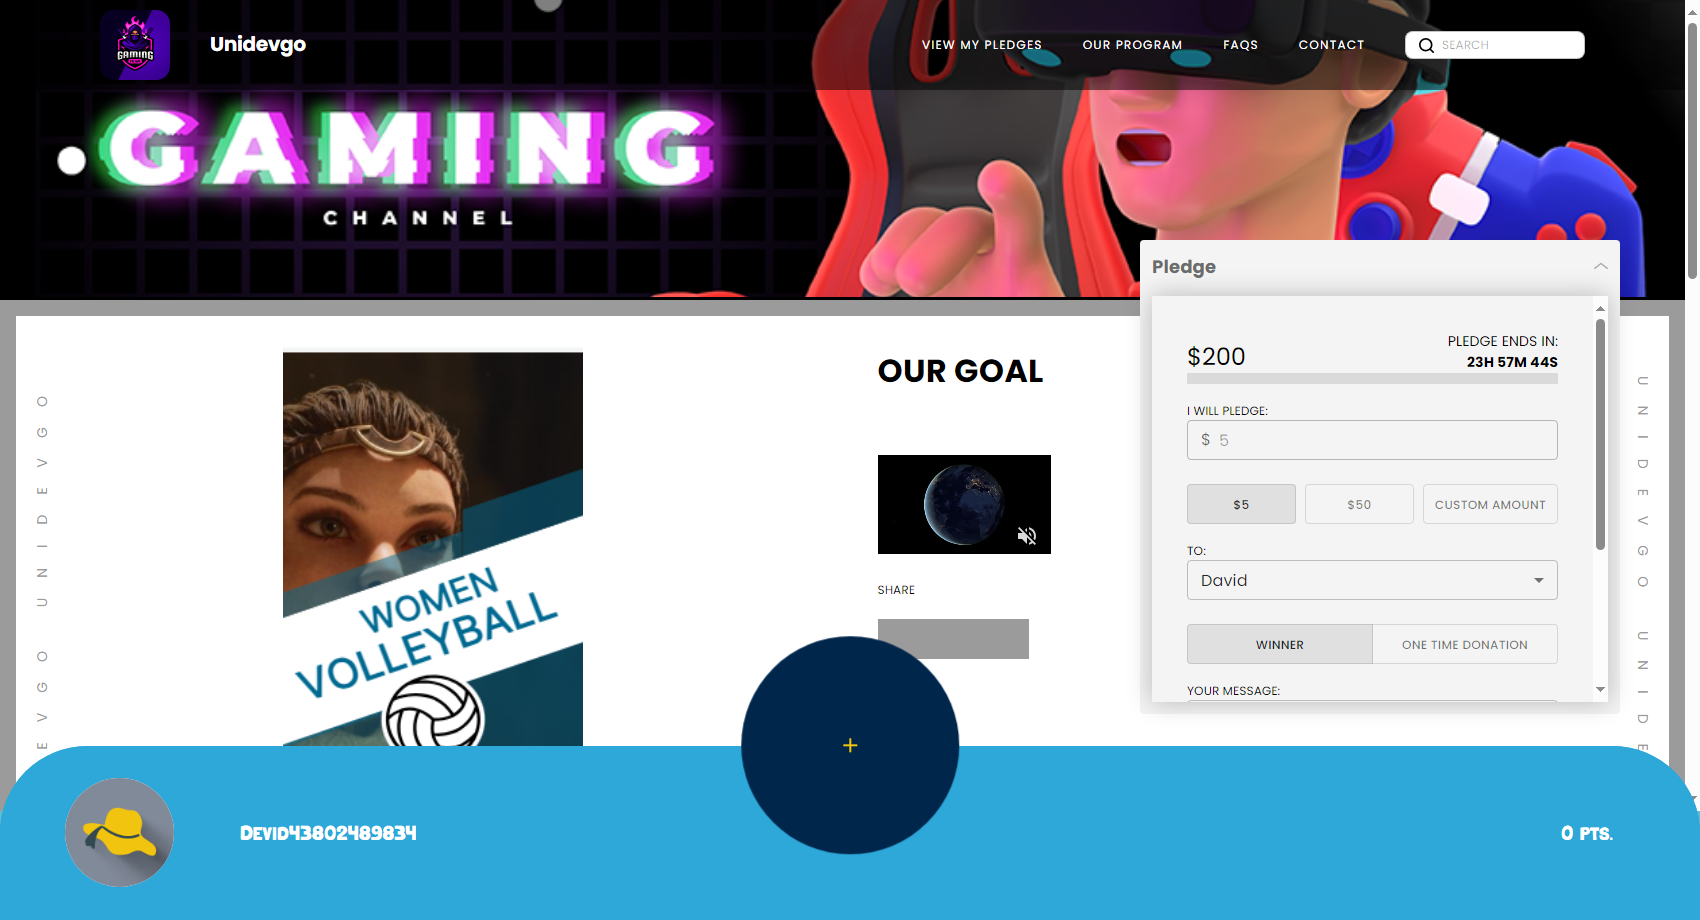 GAMING
Unidevgo
VIEW MY PLEDGES
OUR PROGRAM
FAQS
CONTACT
SEARCH
GAMING
CHANNEL
Pledge
$200
PLEDGE ENDS IN:
23H 57M 44S
I WILL PLEDGE:
$ 5
$5
$50
CUSTOM AMOUNT
TO:
David
WINNER
ONE TIME DONATION
YOUR MESSAGE:
OUR GOAL
SHARE
WOMEN
VOLLEYBALL
EVGO UNIDEVGO
UNIDEVGO UNIDE
+
Devid43802489834
0 PTS.